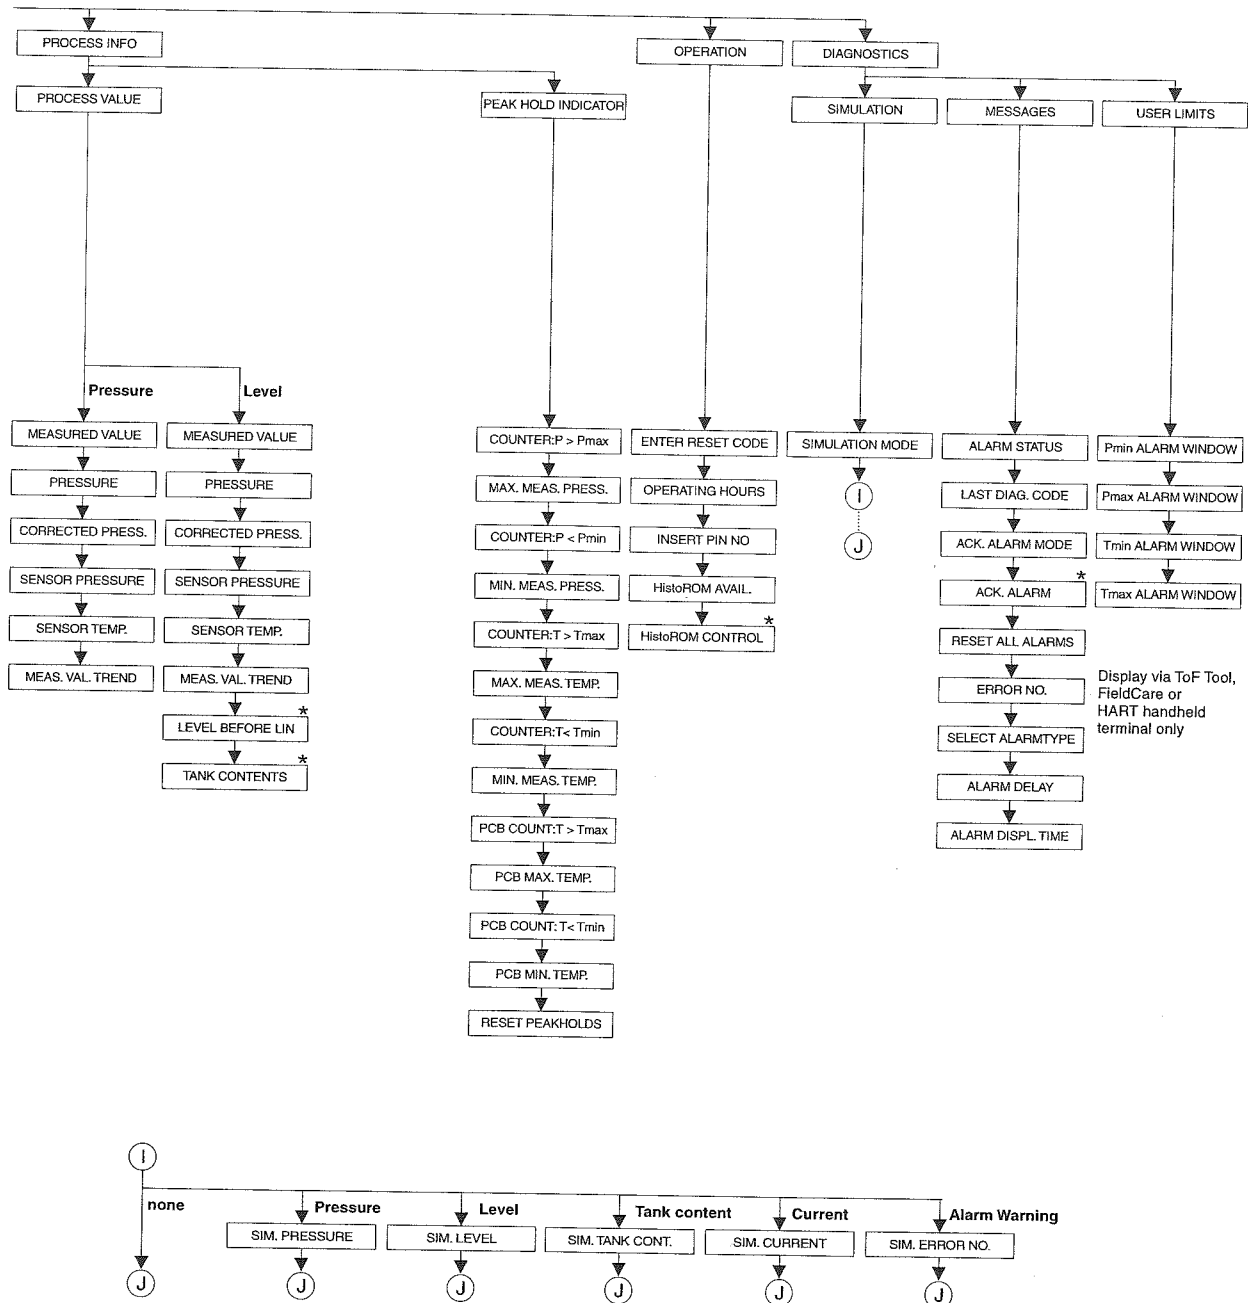 PROCESS INFO
OPERATION
DIAGNOSTICS
PROCESS VALUE
PEAK HOLD INDICATOR
SIMULATION
MESSAGES
USER LIMITS
Pressure
MEASURED VALUE
PRESSURE
CORRECTED PRESS.
SENSOR PRESSURE
SENSOR TEMP.
MEAS. VAL. TREND
Level
MEASURED VALUE
PRESSURE
CORRECTED PRESS.
SENSOR PRESSURE
SENSOR TEMP.
MEAS. VAL. TREND
*
LEVEL BEFORE LIN
*
TANK CONTENTS
COUNTER:P > Pmax
MAX. MEAS. PRESS.
COUNTER:P < Pmin
MIN. MEAS. PRESS.
COUNTER:T > Tmax
MAX. MEAS. TEMP.
COUNTER:T< Tmin
MIN. MEAS. TEMP.
PCB COUNT:T > Tmax
PCB MAX. TEMP.
PCB COUNT: T< Tmin
PCB MIN. TEMP.
RESET PEAKHOLDS
ENTER RESET CODE
OPERATING HOURS
INSERT PIN NO
HistoROM AVAIL.
*
HistoROM CONTROL
SIMULATION MODE
I
J
ALARM STATUS
LAST DIAG. CODE
ACK. ALARM MODE
*
ACK. ALARM
RESET ALL ALARMS
ERROR NO.
SELECT ALARMTYPE
ALARM DELAY
ALARM DISPL. TIME
Pmin ALARM WINDOW
Pmax ALARM WINDOW
Tmin ALARM WINDOW
Tmax ALARM WINDOW
Display via ToF Tool,
FieldCare or
HART handheld
terminal only
I
none
Pressure
Level
Tank content
Current
Alarm Warning
SIM. PRESSURE
SIM. LEVEL
SIM. TANK CONT.
SIM. CURRENT
SIM. ERROR NO.
J
J
J
J
J
J